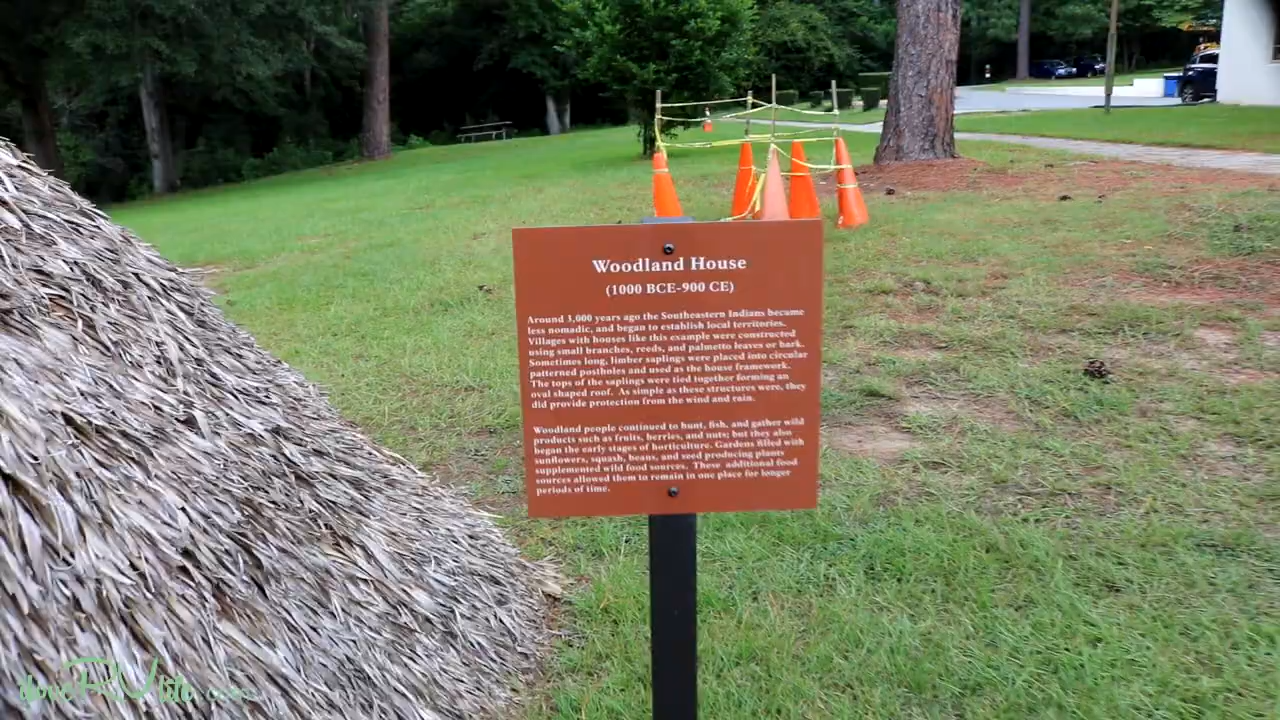 Woodland House
(1000 BCE-900 CE)
Around 3,000 years ago the Southeastern Indians became
less nomadic, and began to establish local territories.
Villages with houses like this example were constructed
using small branches, reeds, and palmetto leaves or bark.
Sometimes long, limber saplings were placed into circular
patterned postholes and used as the house framework.
The tops of the saplings were tied together forming an
oval shaped roof. As simple as these structures were, they
did provide protection from the wind and rain.
Woodland people continued to hunt, fish, and gather wild
products such as fruits, berries, and nuts; but they also
began the early stages of horticulture. Gardens filled with
sunflowers, squash, beans, and seed producing plants
supplemented wild food sources. These additional food
sources allowed them to remain in one place for longer
periods of time.
iloveRVlife.com